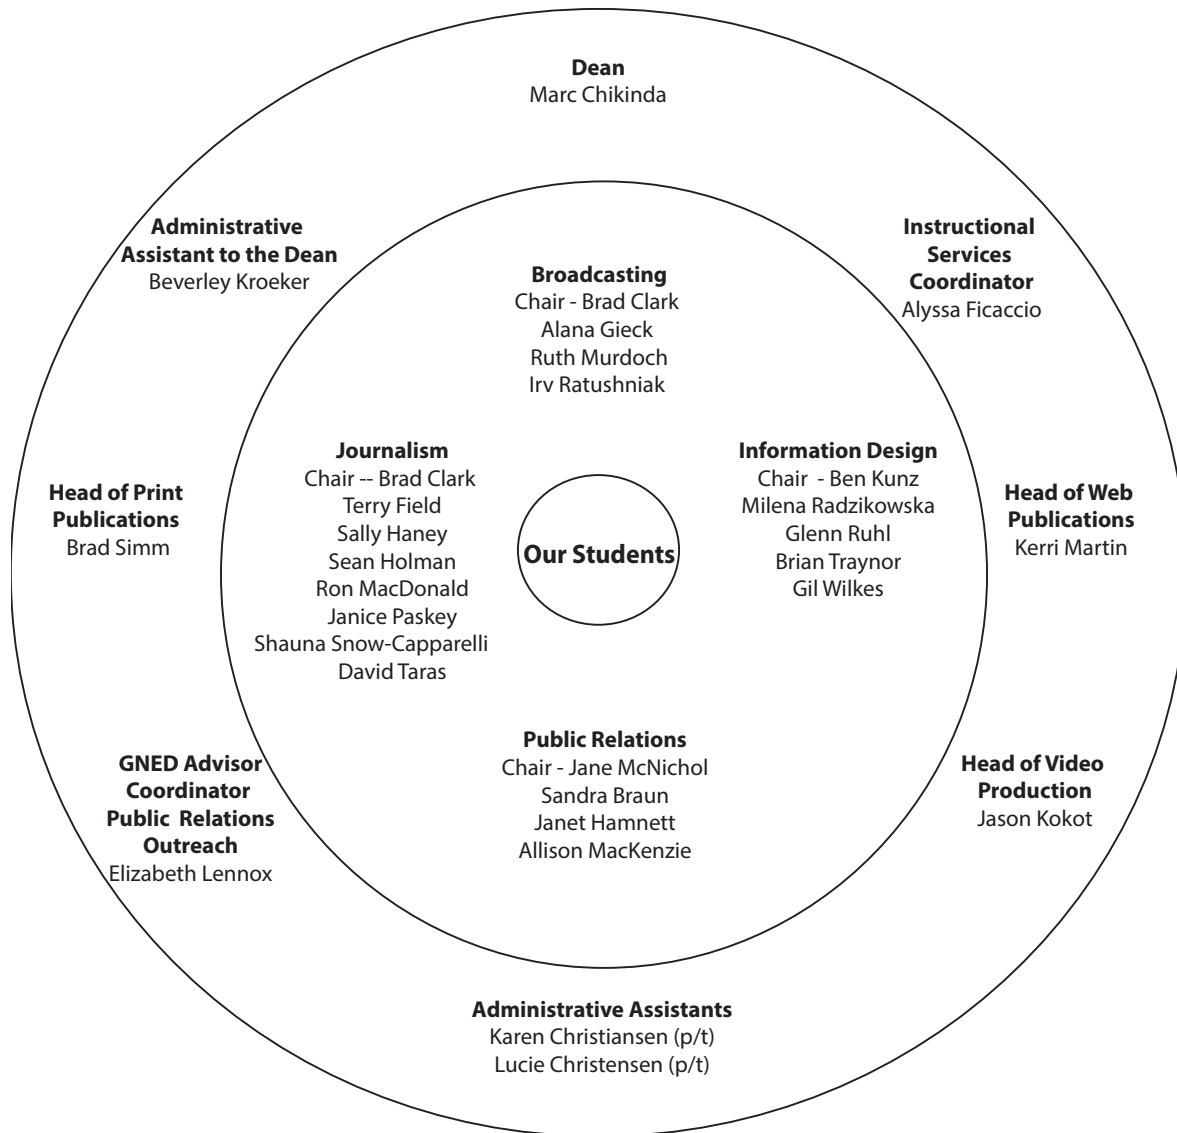 Dean
Marc Chikinda
Administrative
Assistant to the Dean
Beverley Kroeker
Instructional
Services
Coordinator
Alyssa Ficaccio
Broadcasting
Chair - Brad Clark
Alana Gieck
Ruth Murdoch
Irv Ratushniak
Journalism
Chair -- Brad Clark
Terry Field
Sally Haney
Sean Holman
Ron MacDonald
Janice Paskey
Shauna Snow-Capparelli
David Taras
Information Design
Chair - Ben Kunz
Milena Radzikowska
Glenn Ruhl
Brian Traynor
Gil Wilkes
Head of Print
Publications
Brad Simm
Our Students
Head of Web
Publications
Kerri Martin
Public Relations
Chair - Jane McNichol
Sandra Braun
Janet Hamnett
Allison MacKenzie
GNED Advisor
Coordinator
Public Relations
Outreach
Elizabeth Lennox
Head of Video
Production
Jason Kokot
Administrative Assistants
Karen Christiansen (p/t)
Lucie Christensen (p/t)